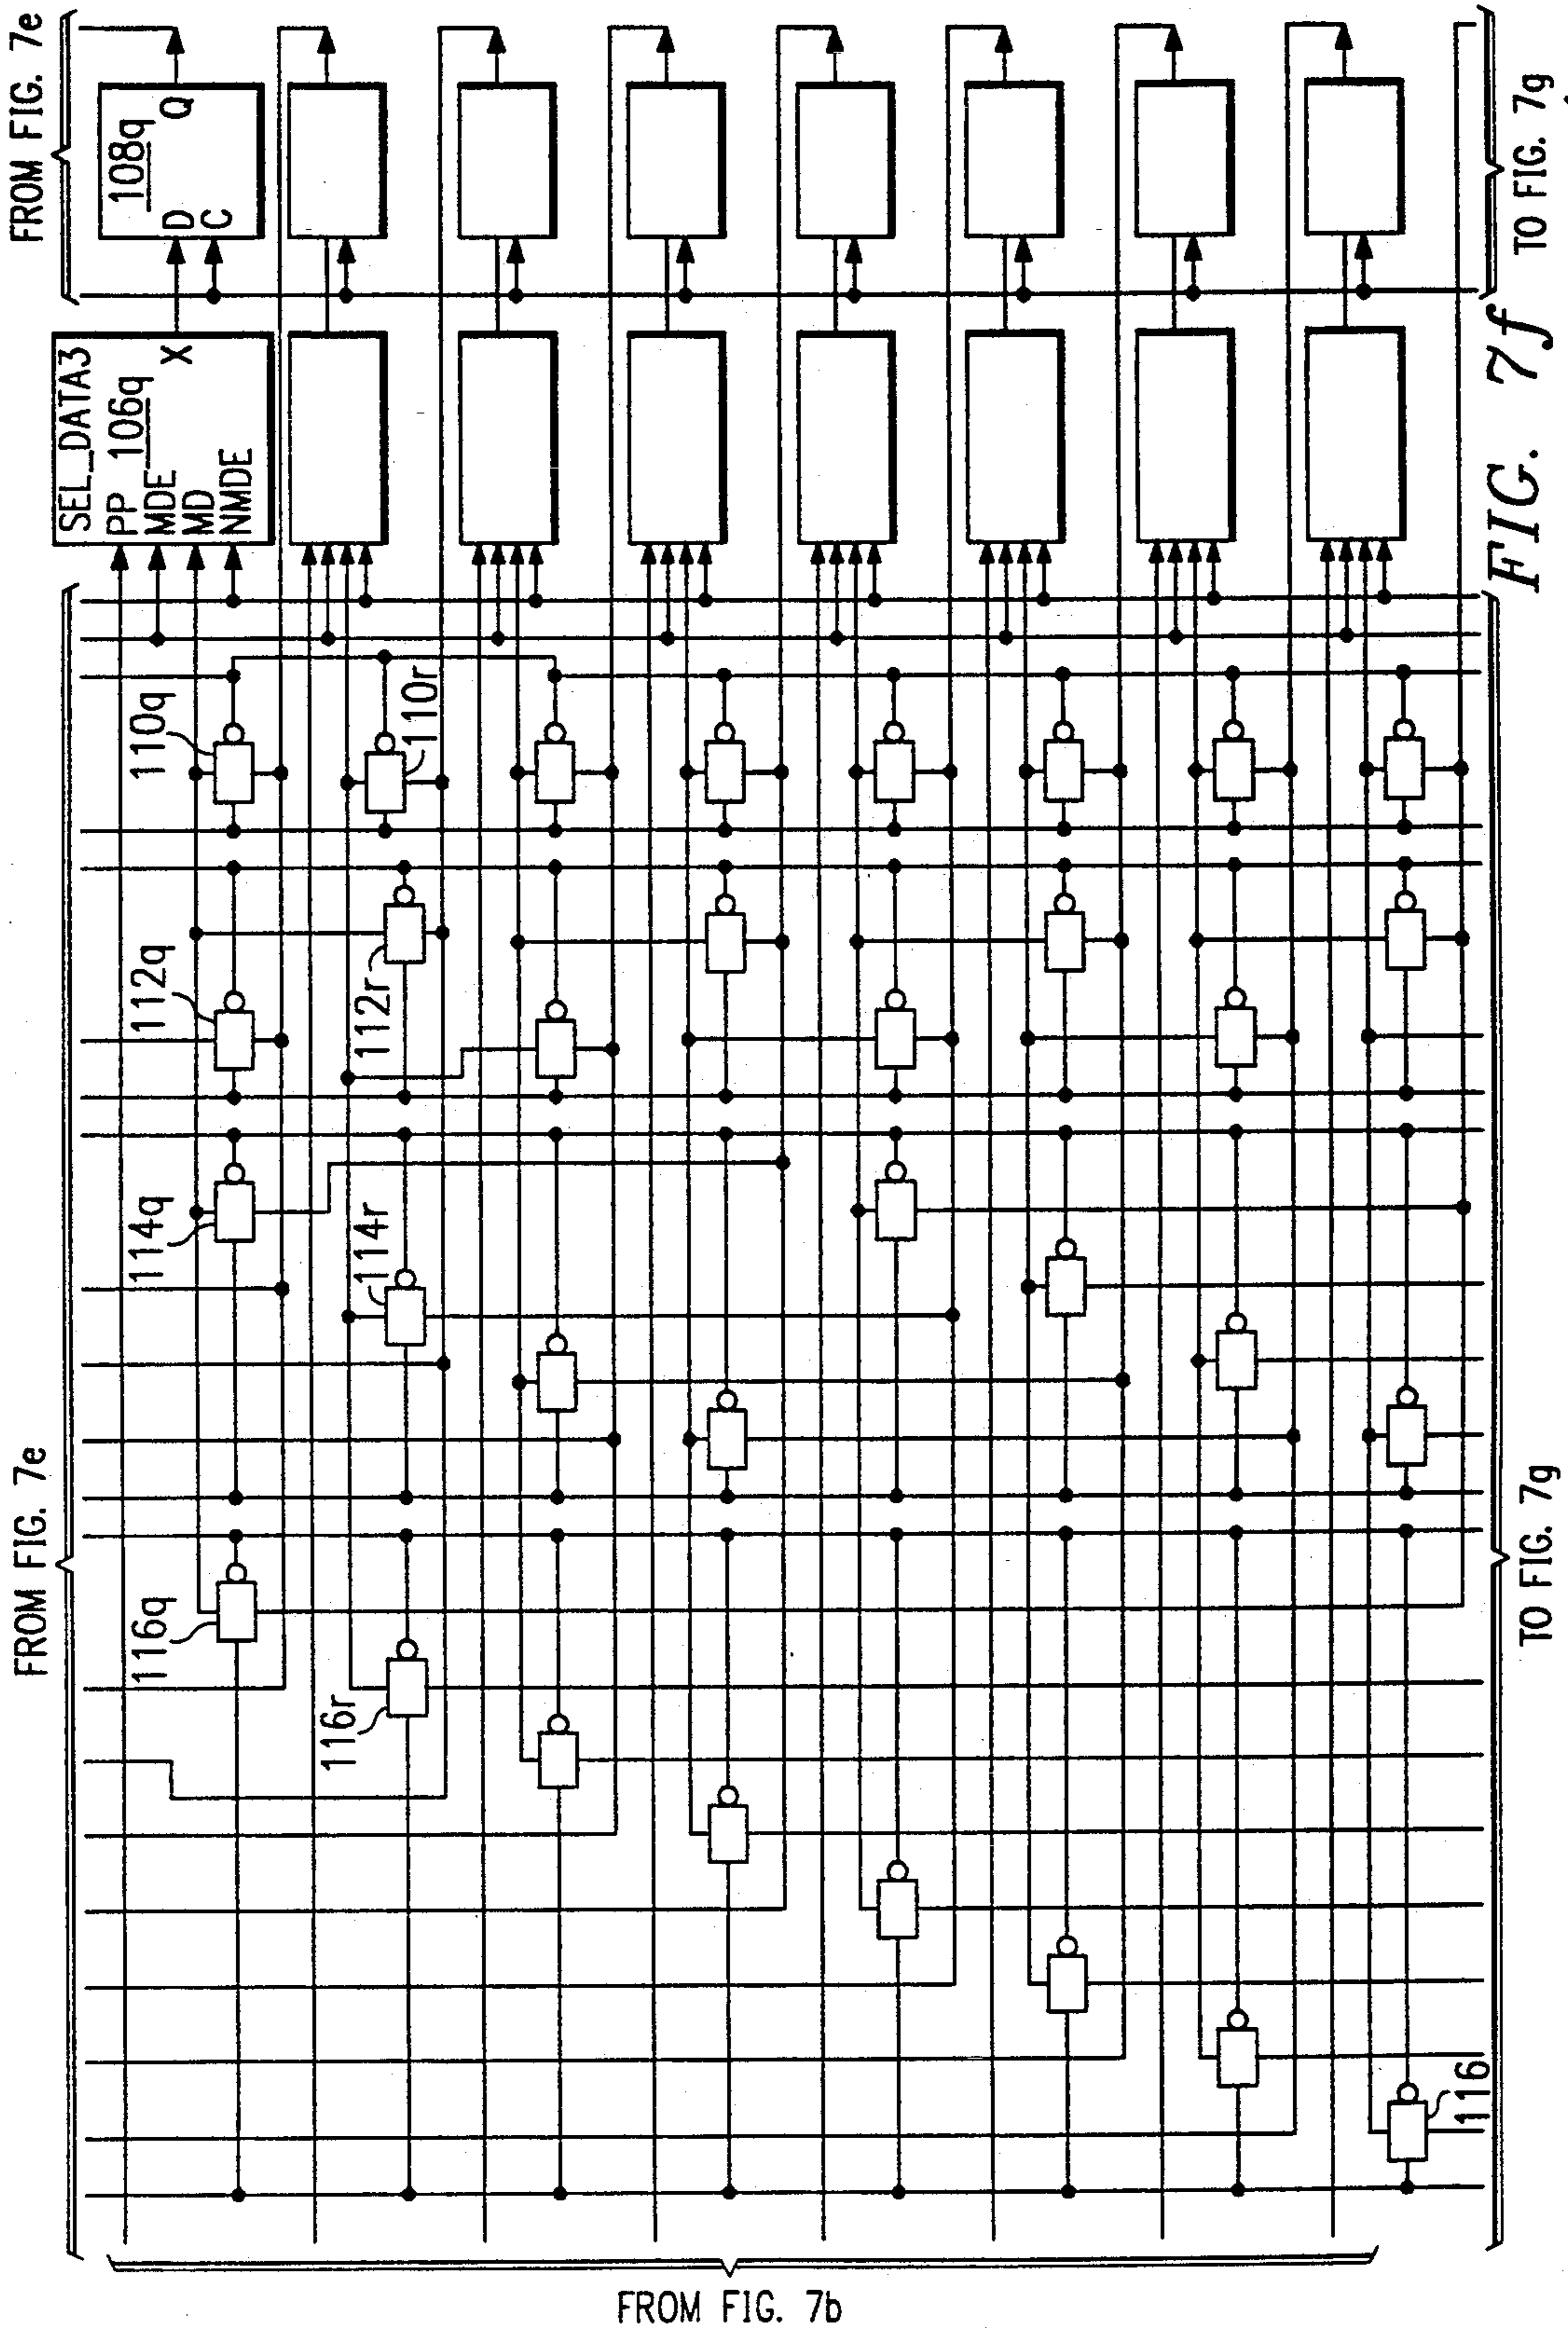 FROM FIG. 7e
108q
D
Q
C
SEL_DATA3
PP 106q
X
MDE
MD
NMDE
110q
110r
112q
112r
114q
114r
FROM FIG. 7e
116q
116r
116
TO FIG. 7g
TO FIG. 7g
FROM FIG. 7b
FIG. 7f